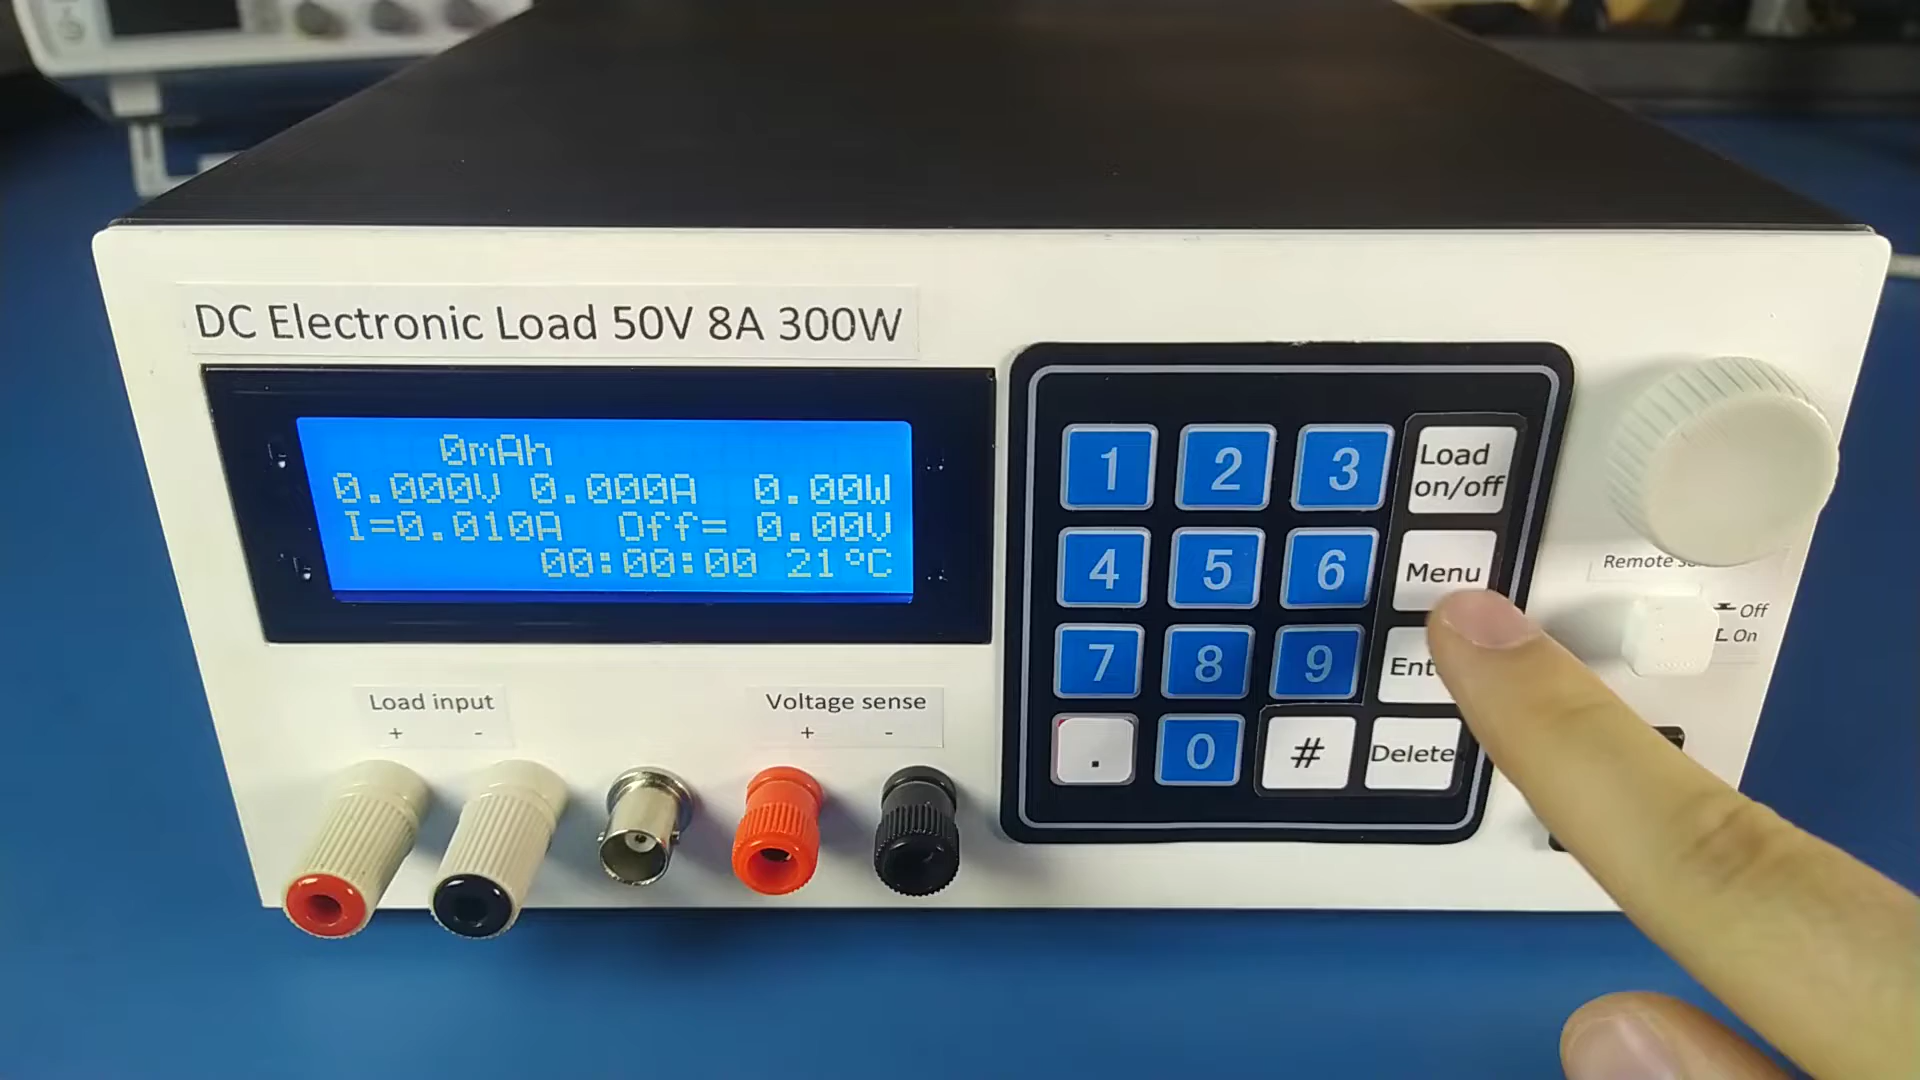 DC Electronic Load 50V 8A 300W
0mAh
0.000V 0.000A 0.00W
I=0.010A Off= 0.00V
00:00:00 21°C
1 2 3 Load on/off
4 5 6 Menu
7 8 9
. 0 # Delete
Remote
Off
On
Load input
+ -
Voltage sense
+ -